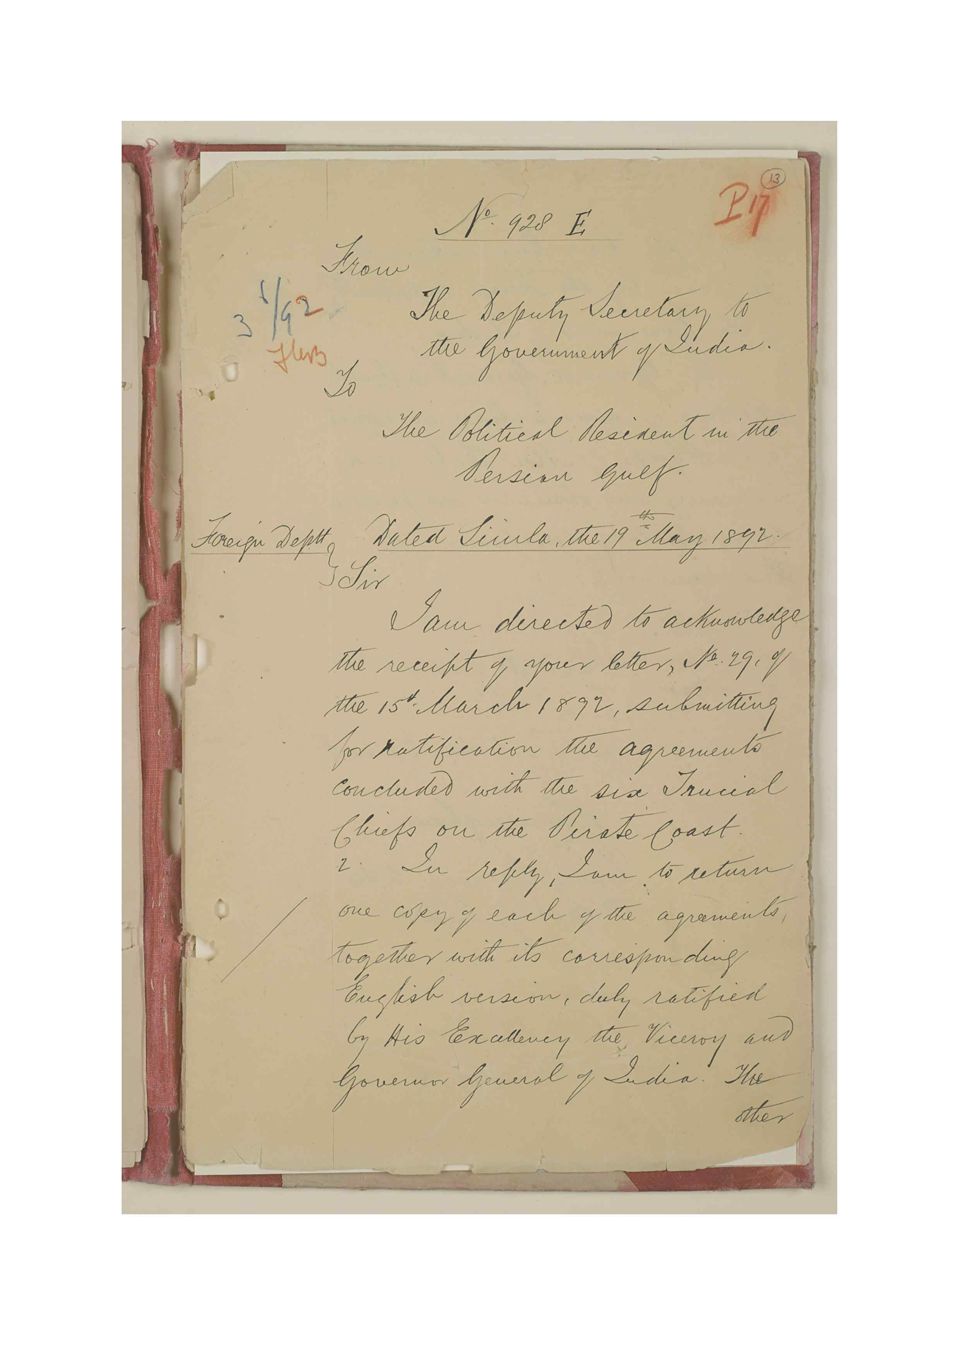 13
P 17
No. 928 E
From
3 1/92
The Deputy Secretary to
the Government of India.
To
The Political Resident in the
Persian Gulf.
Foreign Deptt } Dated Simla, the 19th May 1892.
Sir
I am directed to acknowledge
the receipt of your letter, No. 29, of
the 15th March 1892, submitting
for ratification the agreements
concluded with the six Trucial
Chiefs on the Pirate Coast.
2. In reply, I am to return
one copy of each of the agreements,
together with its corresponding
English version, duly ratified
by His Excellency the Viceroy and
Governor General of India. The
other